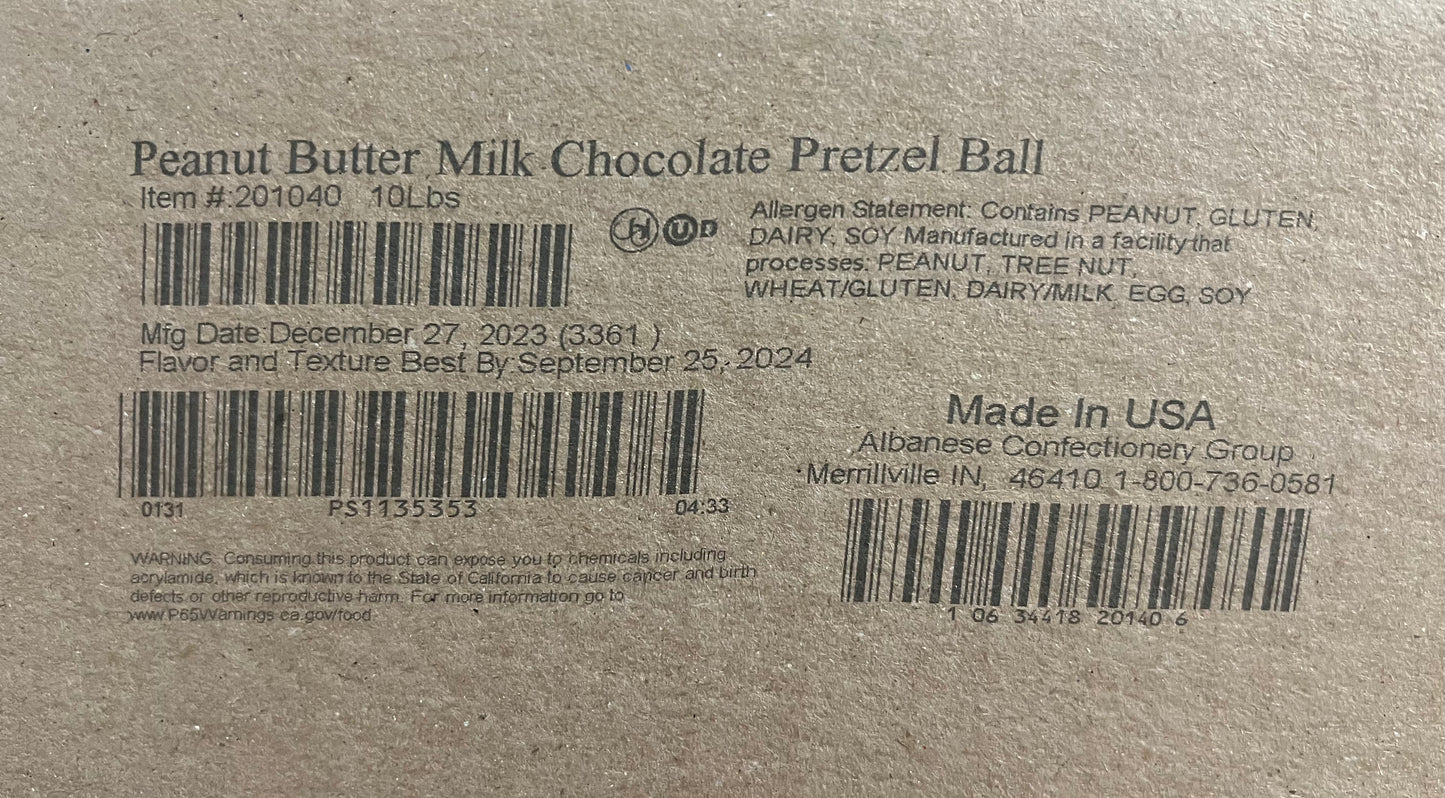 Peanut Butter Milk Chocolate Pretzel Ball
Item #:201040 10Lbs
H U D
Allergen Statement: Contains PEANUT, GLUTEN,
DAIRY, SOY Manufactured in a facility that
processes: PEANUT, TREE NUT,
WHEAT/GLUTEN, DAIRY/MILK, EGG, SOY
Mfg Date:December 27, 2023 (3361 )
Flavor and Texture Best By:September 25, 2024
0131 PS1135353 04:33
Made In USA
Albanese Confectionery Group
Merrillville IN, 46410 1-800-736-0581
1 06 34418 20140 6
WARNING: Consuming this product can expose you to chemicals including
acrylamide, which is known to the State of California to cause cancer and birth
defects or other reproductive harm. For more information go to
www.P65Warnings.ca.gov/food